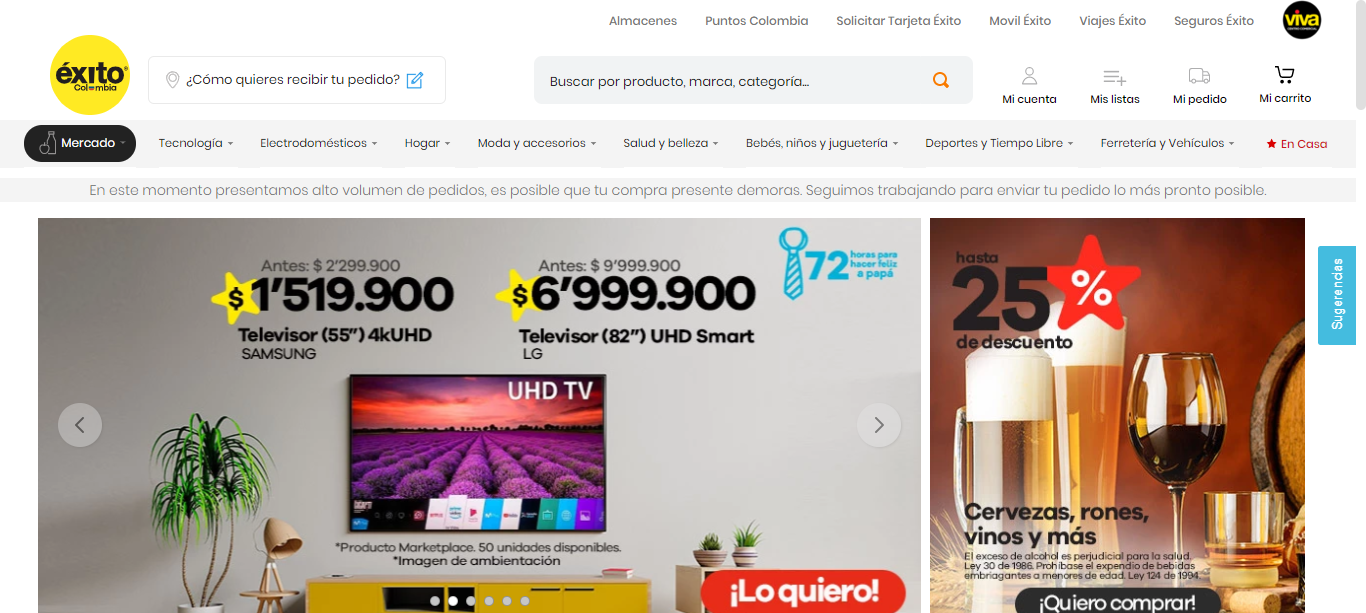 Almacenes Puntos Colombia Solicitar Tarjeta Éxito Movil Éxito Viajes Éxito Seguros Éxito viva
éxito
Colombia
¿Cómo quieres recibir tu pedido?
Buscar por producto, marca, categoría...
Mi cuenta Mis listas Mi pedido Mi carrito
Mercado Tecnología Electrodomésticos Hogar Moda y accesorios Salud y belleza Bebés, niños y juguetería Deportes y Tiempo Libre Ferretería y Vehículos En Casa
En este momento presentamos alto volumen de pedidos, es posible que tu compra presente demoras. Seguimos trabajando para enviar tu pedido lo más pronto posible.
Antes: $ 2'299.900
$ 1'519.900
Televisor (55") 4kUHD
SAMSUNG
Antes: $ 9'999.900
$ 6'999.900
Televisor (82") UHD Smart
LG
72 horas para
hacer feliz
a papá
UHD TV
*Producto Marketplace. 50 unidades disponibles.
*Imagen de ambientación
¡Lo quiero!
hasta
25%
de descuento
Cervezas, rones,
vinos y más
El exceso de alcohol es perjudicial para la salud.
Ley 30 de 1986. Prohíbase el expendio de bebidas
embriagantes a menores de edad. Ley 124 de 1994
¡Quiero comprar!
Sugerencias